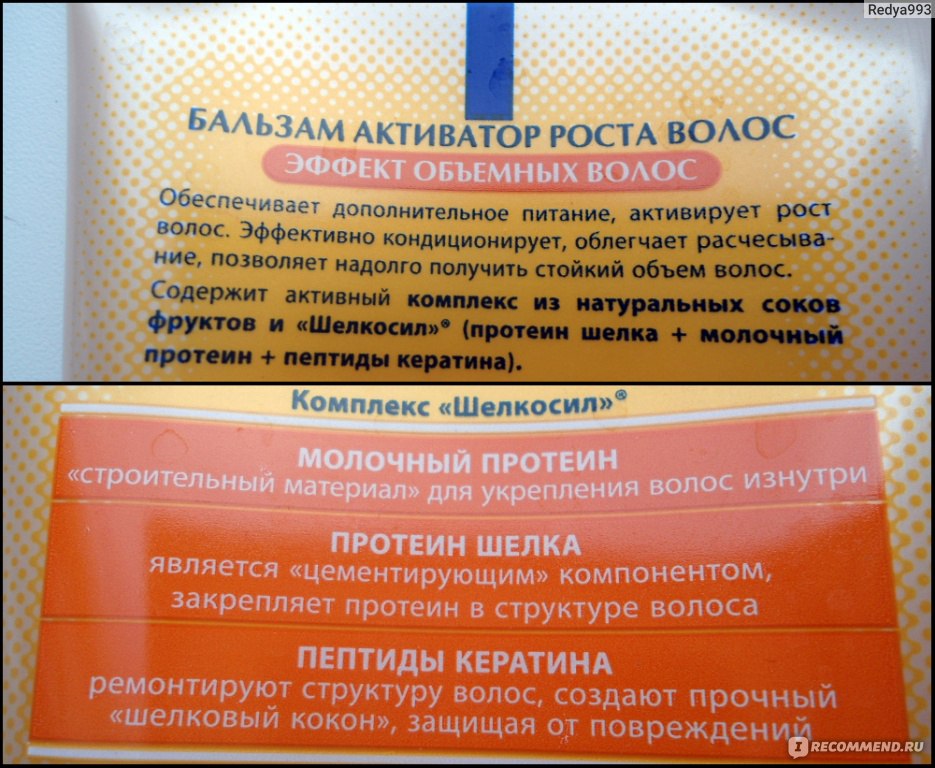 Redya993
БАЛЬЗАМ АКТИВАТОР РОСТА ВОЛОС
ЭФФЕКТ ОБЪЕМНЫХ ВОЛОС
Обеспечивает дополнительное питание, активирует рост
волос. Эффективно кондиционирует, облегчает расчесыва-
ние, позволяет надолго получить стойкий объем волос.
Содержит активный комплекс из натуральных соков
фруктов и «Шелкосил»® (протеин шелка + молочный
протеин + пептиды кератина).
Комплекс «Шелкосил»®
МОЛОЧНЫЙ ПРОТЕИН
«строительный материал» для укрепления волос изнутри
ПРОТЕИН ШЕЛКА
является «цементирующим» компонентом,
закрепляет протеин в структуре волоса
ПЕПТИДЫ КЕРАТИНА
ремонтируют структуру волос, создают прочный
«шелковый кокон», защищая от повреждений
IRECOMMEND.RU